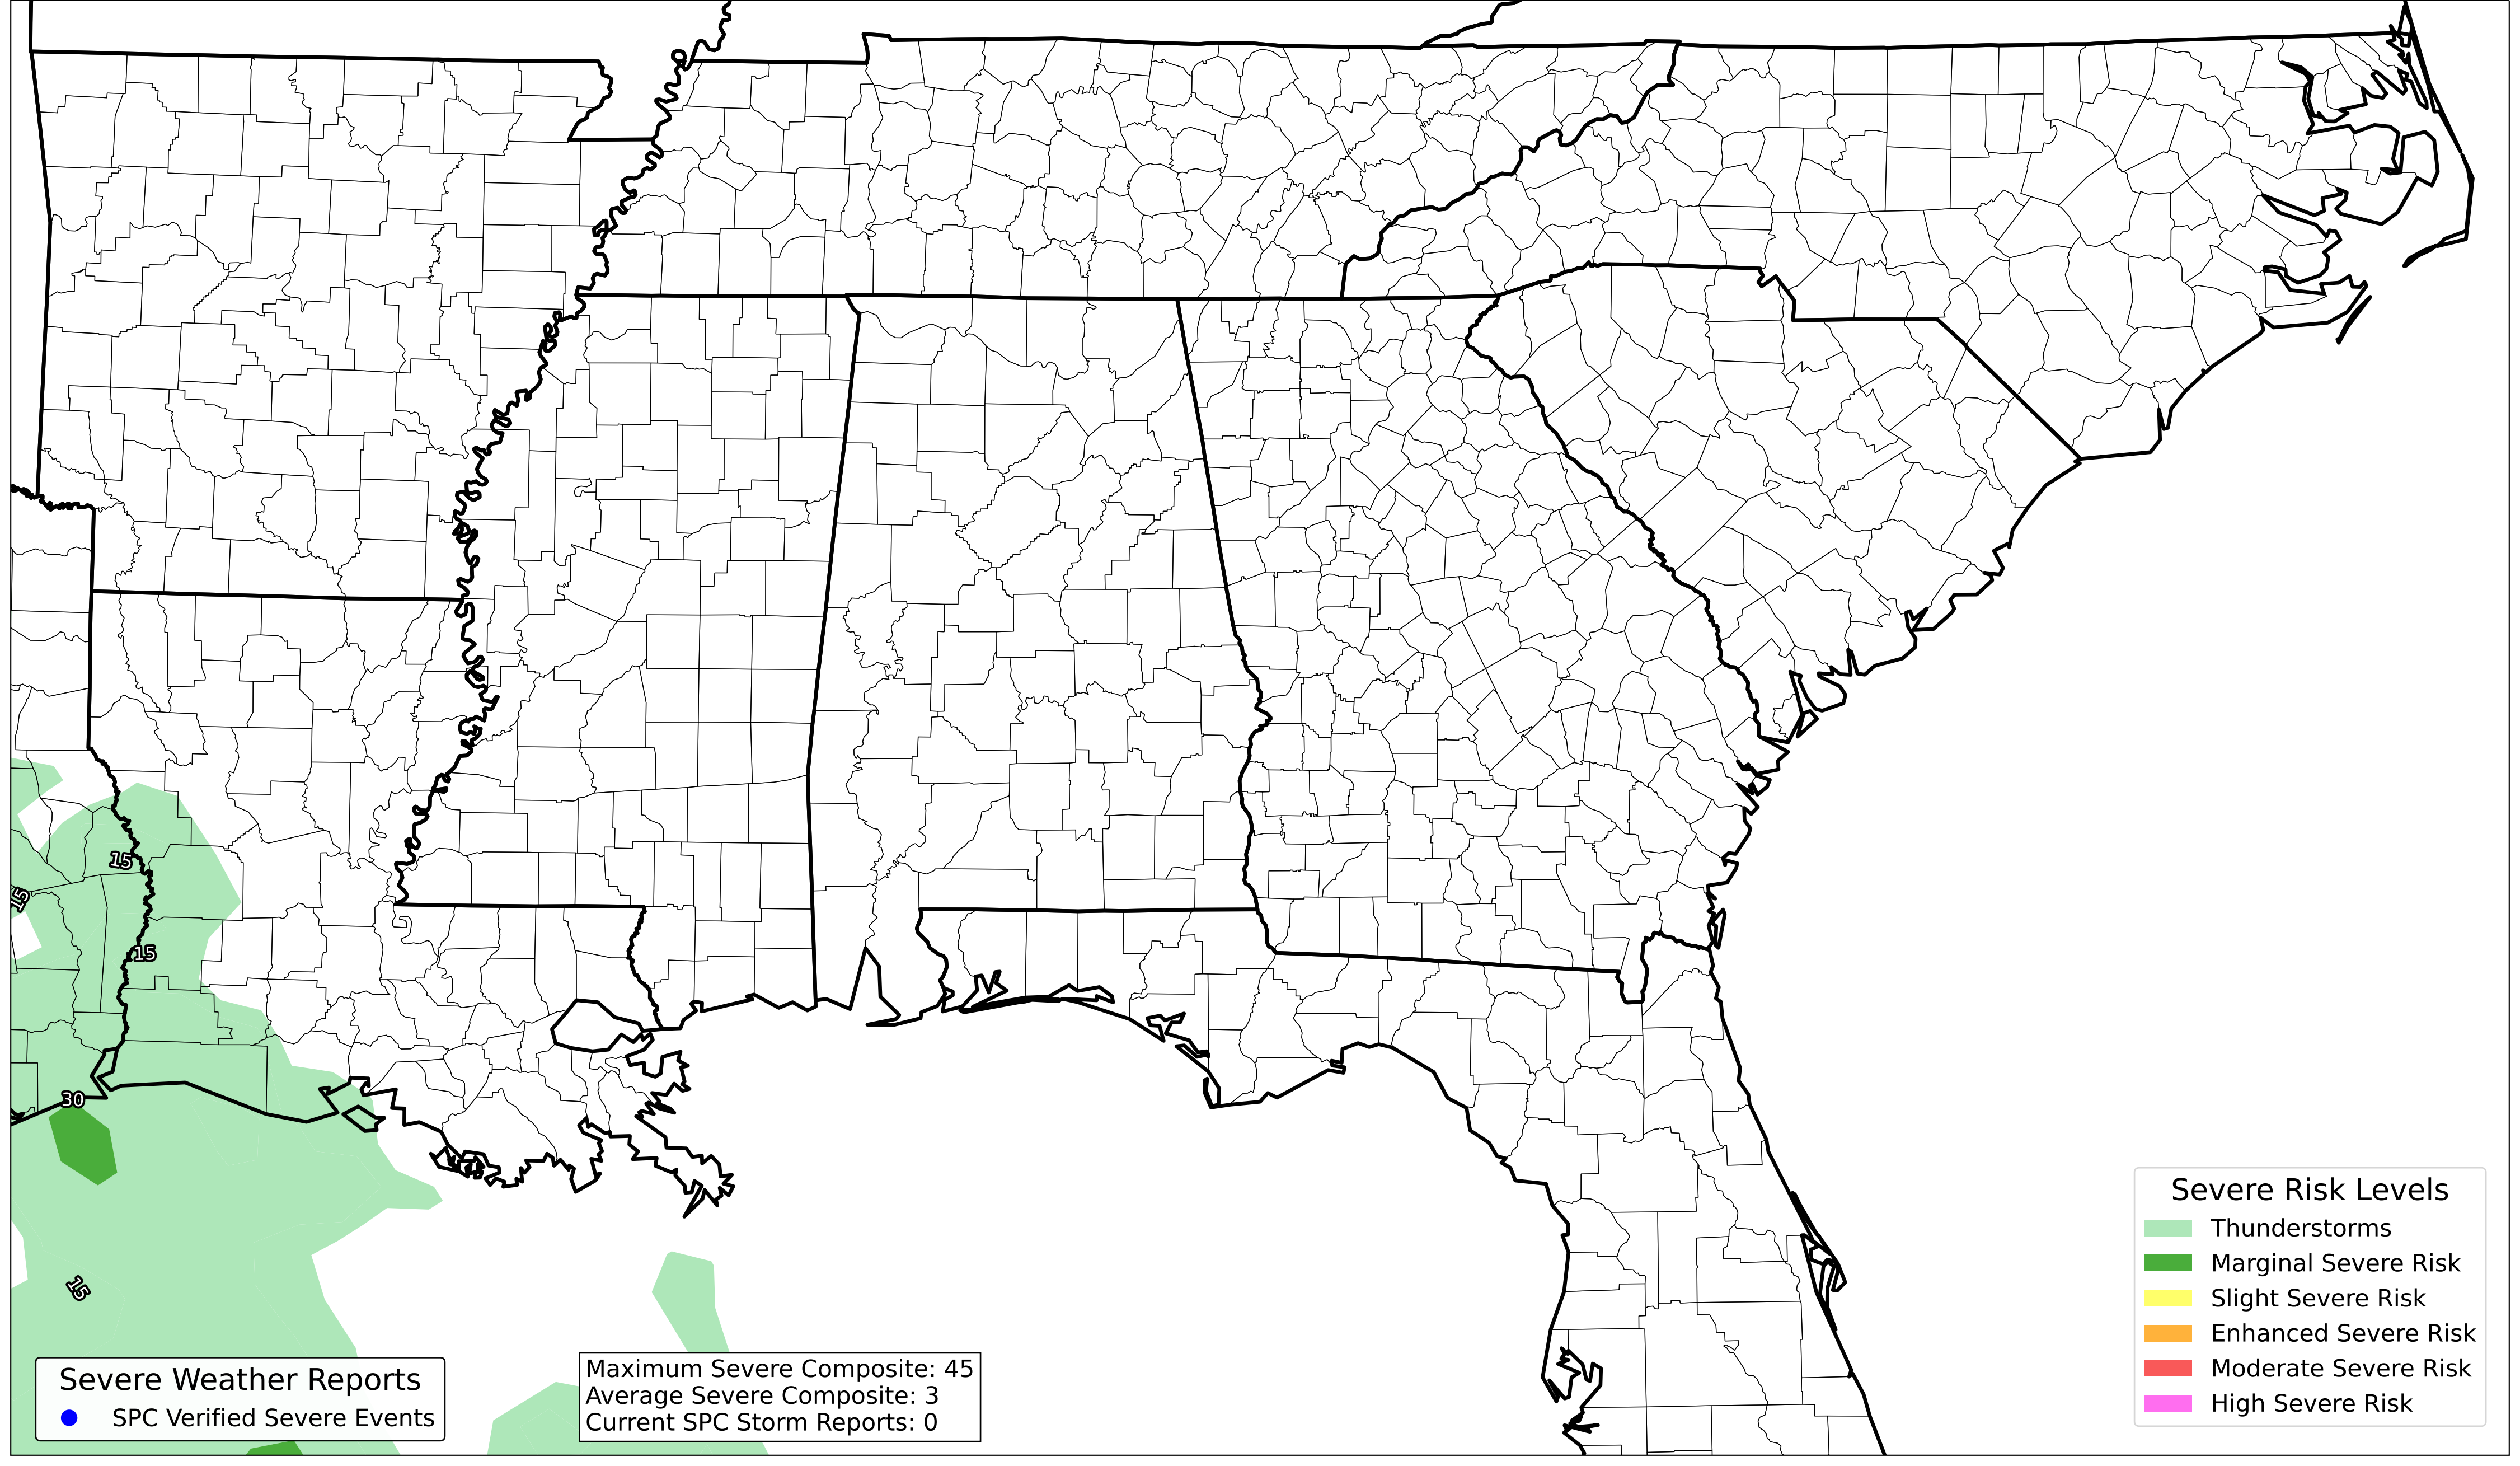 15
15
15
30
15
Severe Weather Reports
SPC Verified Severe Events
Maximum Severe Composite: 45
Average Severe Composite: 3
Current SPC Storm Reports: 0
Severe Risk Levels
Thunderstorms
Marginal Severe Risk
Slight Severe Risk
Enhanced Severe Risk
Moderate Severe Risk
High Severe Risk